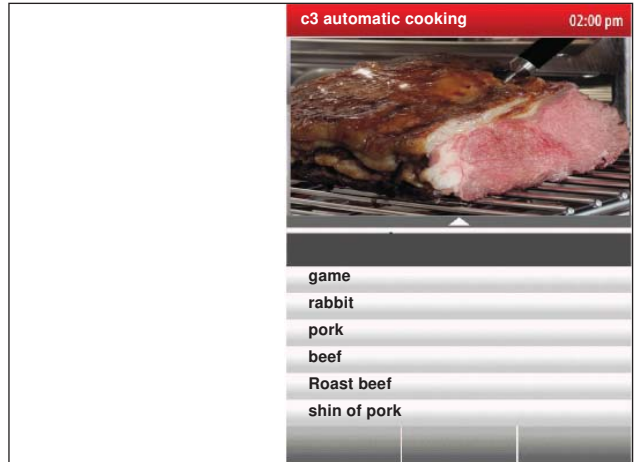 c3 automatic cooking 02:00 pm
game
rabbit
pork
beef
Roast beef
shin of pork